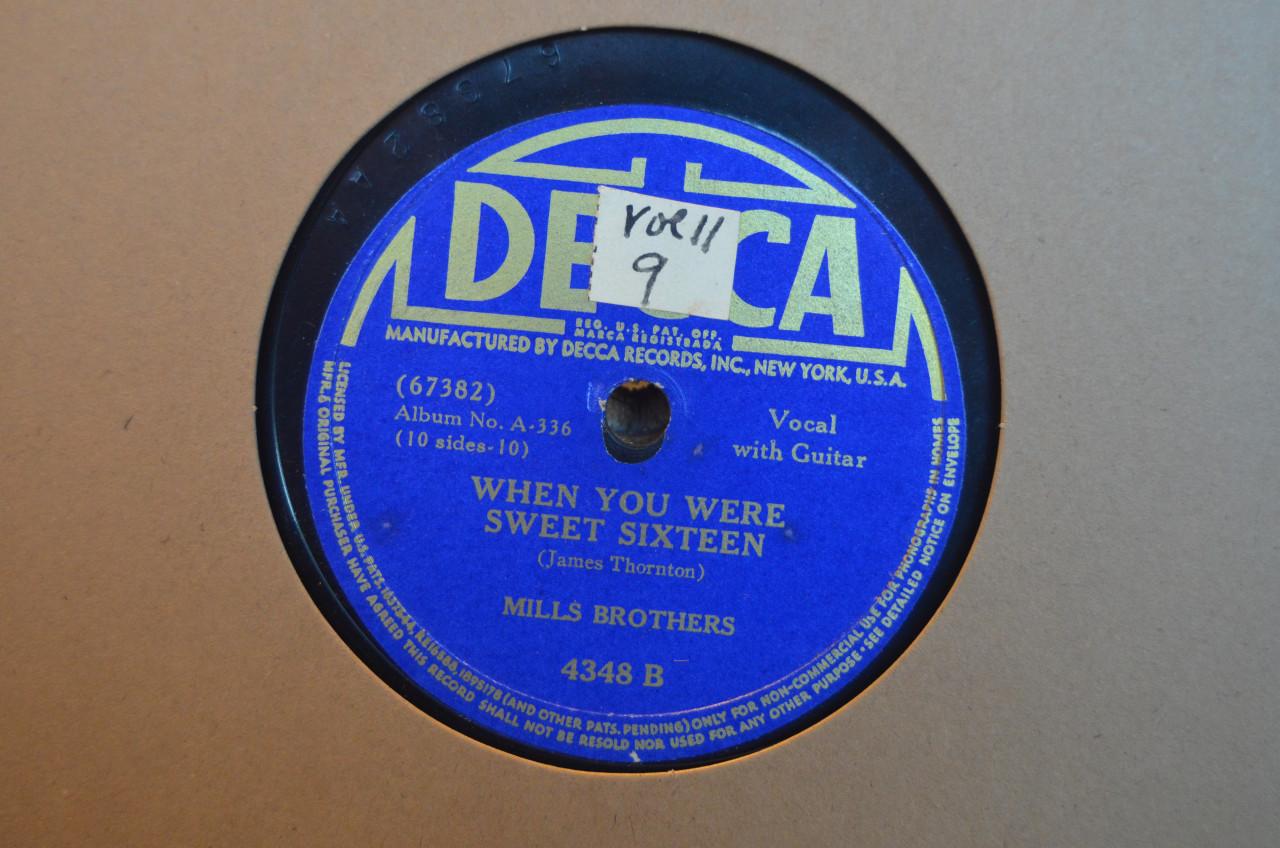 67382 A A
DECCA
Vol 11
9
REG. U.S. PAT. OFF.
MARCA REGISTRADA
MANUFACTURED BY DECCA RECORDS, INC., NEW YORK, U.S.A.
(67382)
Album No. A-336
(10 sides-10)
Vocal
with Guitar
WHEN YOU WERE
SWEET SIXTEEN
(James Thornton)
MILLS BROTHERS
4348 B
LICENSED BY MFR. UNDER U.S. PATS. 1637544, RE16588, 1895178 (AND OTHER PATS. PENDING) ONLY FOR NON-COMMERCIAL USE FOR PHONOGRAPHS IN HOMES
MFR. & ORIGINAL PURCHASER HAVE AGREED THIS RECORD SHALL NOT BE RESOLD NOR USED FOR ANY OTHER PURPOSE • SEE DETAILED NOTICE ON ENVELOPE